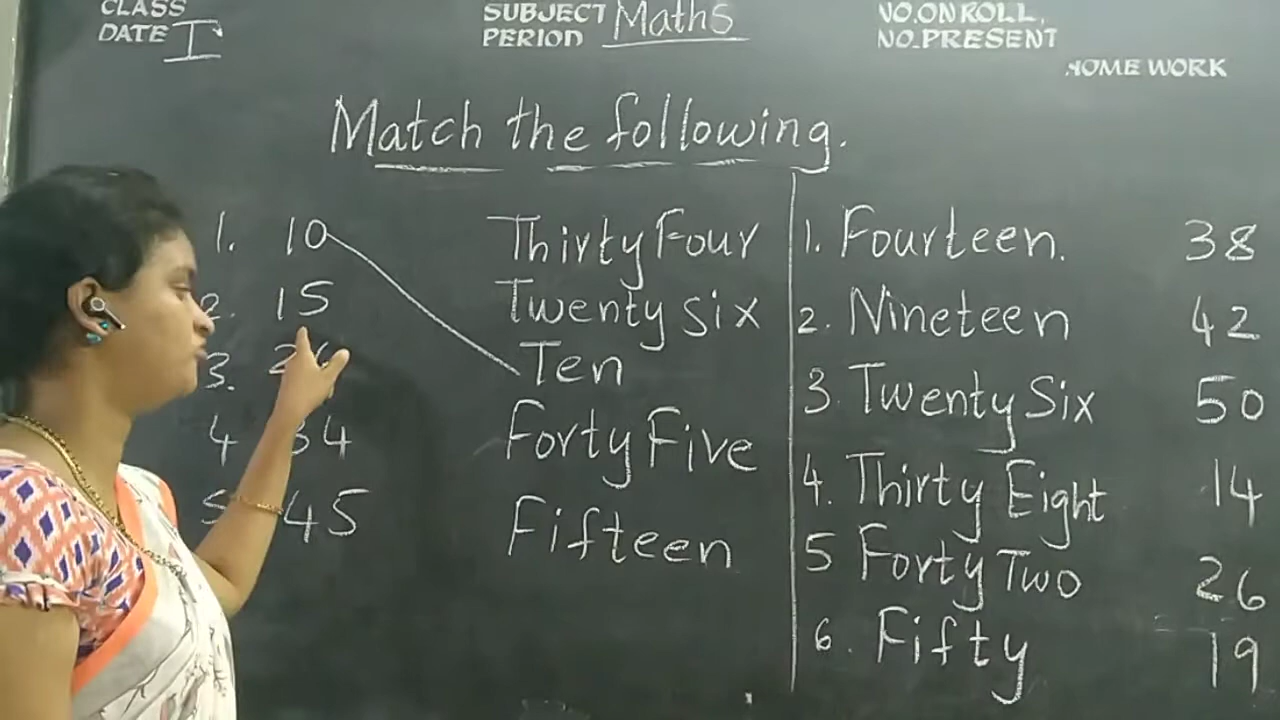 CLASS
DATE I
SUBJECT Maths
PERIOD
NO.ON ROLL.
NO.PRESENT
HOME WORK
Match the following.
1. 10 Thirty Four
2. 15 Twenty six
3. Ten
4 34 Forty Five
5 45 Fifteen
1. Fourteen. 38
2. Nineteen 42
3. Twenty Six 50
4. Thirty Eight 14
5 Forty Two 26
6. Fifty 19